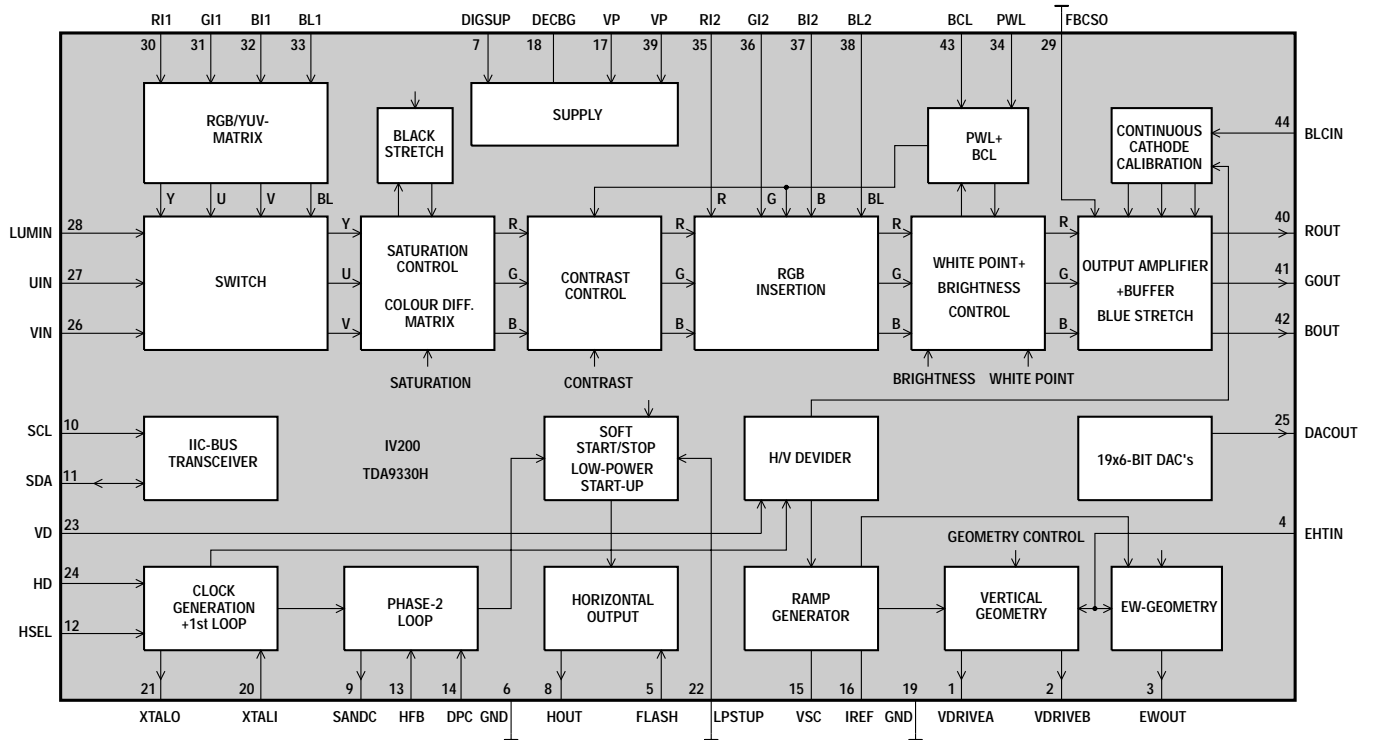 RI1 GI1 BI1 BL1 DIGSUP DECBG VP VP RI2 GI2 BI2 BL2 BCL PWL FBCSO
30 31 32 33 7 18 17 39 35 36 37 38 43 34 29
RGB/YUV-
MATRIX
BLACK
STRETCH
SUPPLY
PWL+
BCL
CONTINUOUS
CATHODE
CALIBRATION
44 BLCIN
Y U V BL R G B BL
LUMIN 28
UIN 27
VIN 26
SWITCH
Y
U
V
SATURATION
CONTROL
COLOUR DIFF.
MATRIX
R
G
B
CONTRAST
CONTROL
R
G
B
RGB
INSERTION
R
G
B
WHITE POINT+
BRIGHTNESS
CONTROL
R
G
B
OUTPUT AMPLIFIER
+BUFFER
BLUE STRETCH
40 ROUT
41 GOUT
42 BOUT
SATURATION CONTRAST BRIGHTNESS WHITE POINT
SCL 10
SDA 11
IIC-BUS
TRANSCEIVER
IV200
TDA9330H
SOFT
START/STOP
LOW-POWER
START-UP
H/V DEVIDER
19x6-BIT DAC's
25 DACOUT
VD 23
4 EHTIN
GEOMETRY CONTROL
HD 24
HSEL 12
CLOCK
GENERATION
+1st LOOP
PHASE-2
LOOP
HORIZONTAL
OUTPUT
RAMP
GENERATOR
VERTICAL
GEOMETRY
EW-GEOMETRY
21 20 9 13 14 6 8 5 22 15 16 19 1 2 3
XTALO XTALI SANDC HFB DPC GND HOUT FLASH LPSTUP VSC IREF GND VDRIVEA VDRIVEB EWOUT